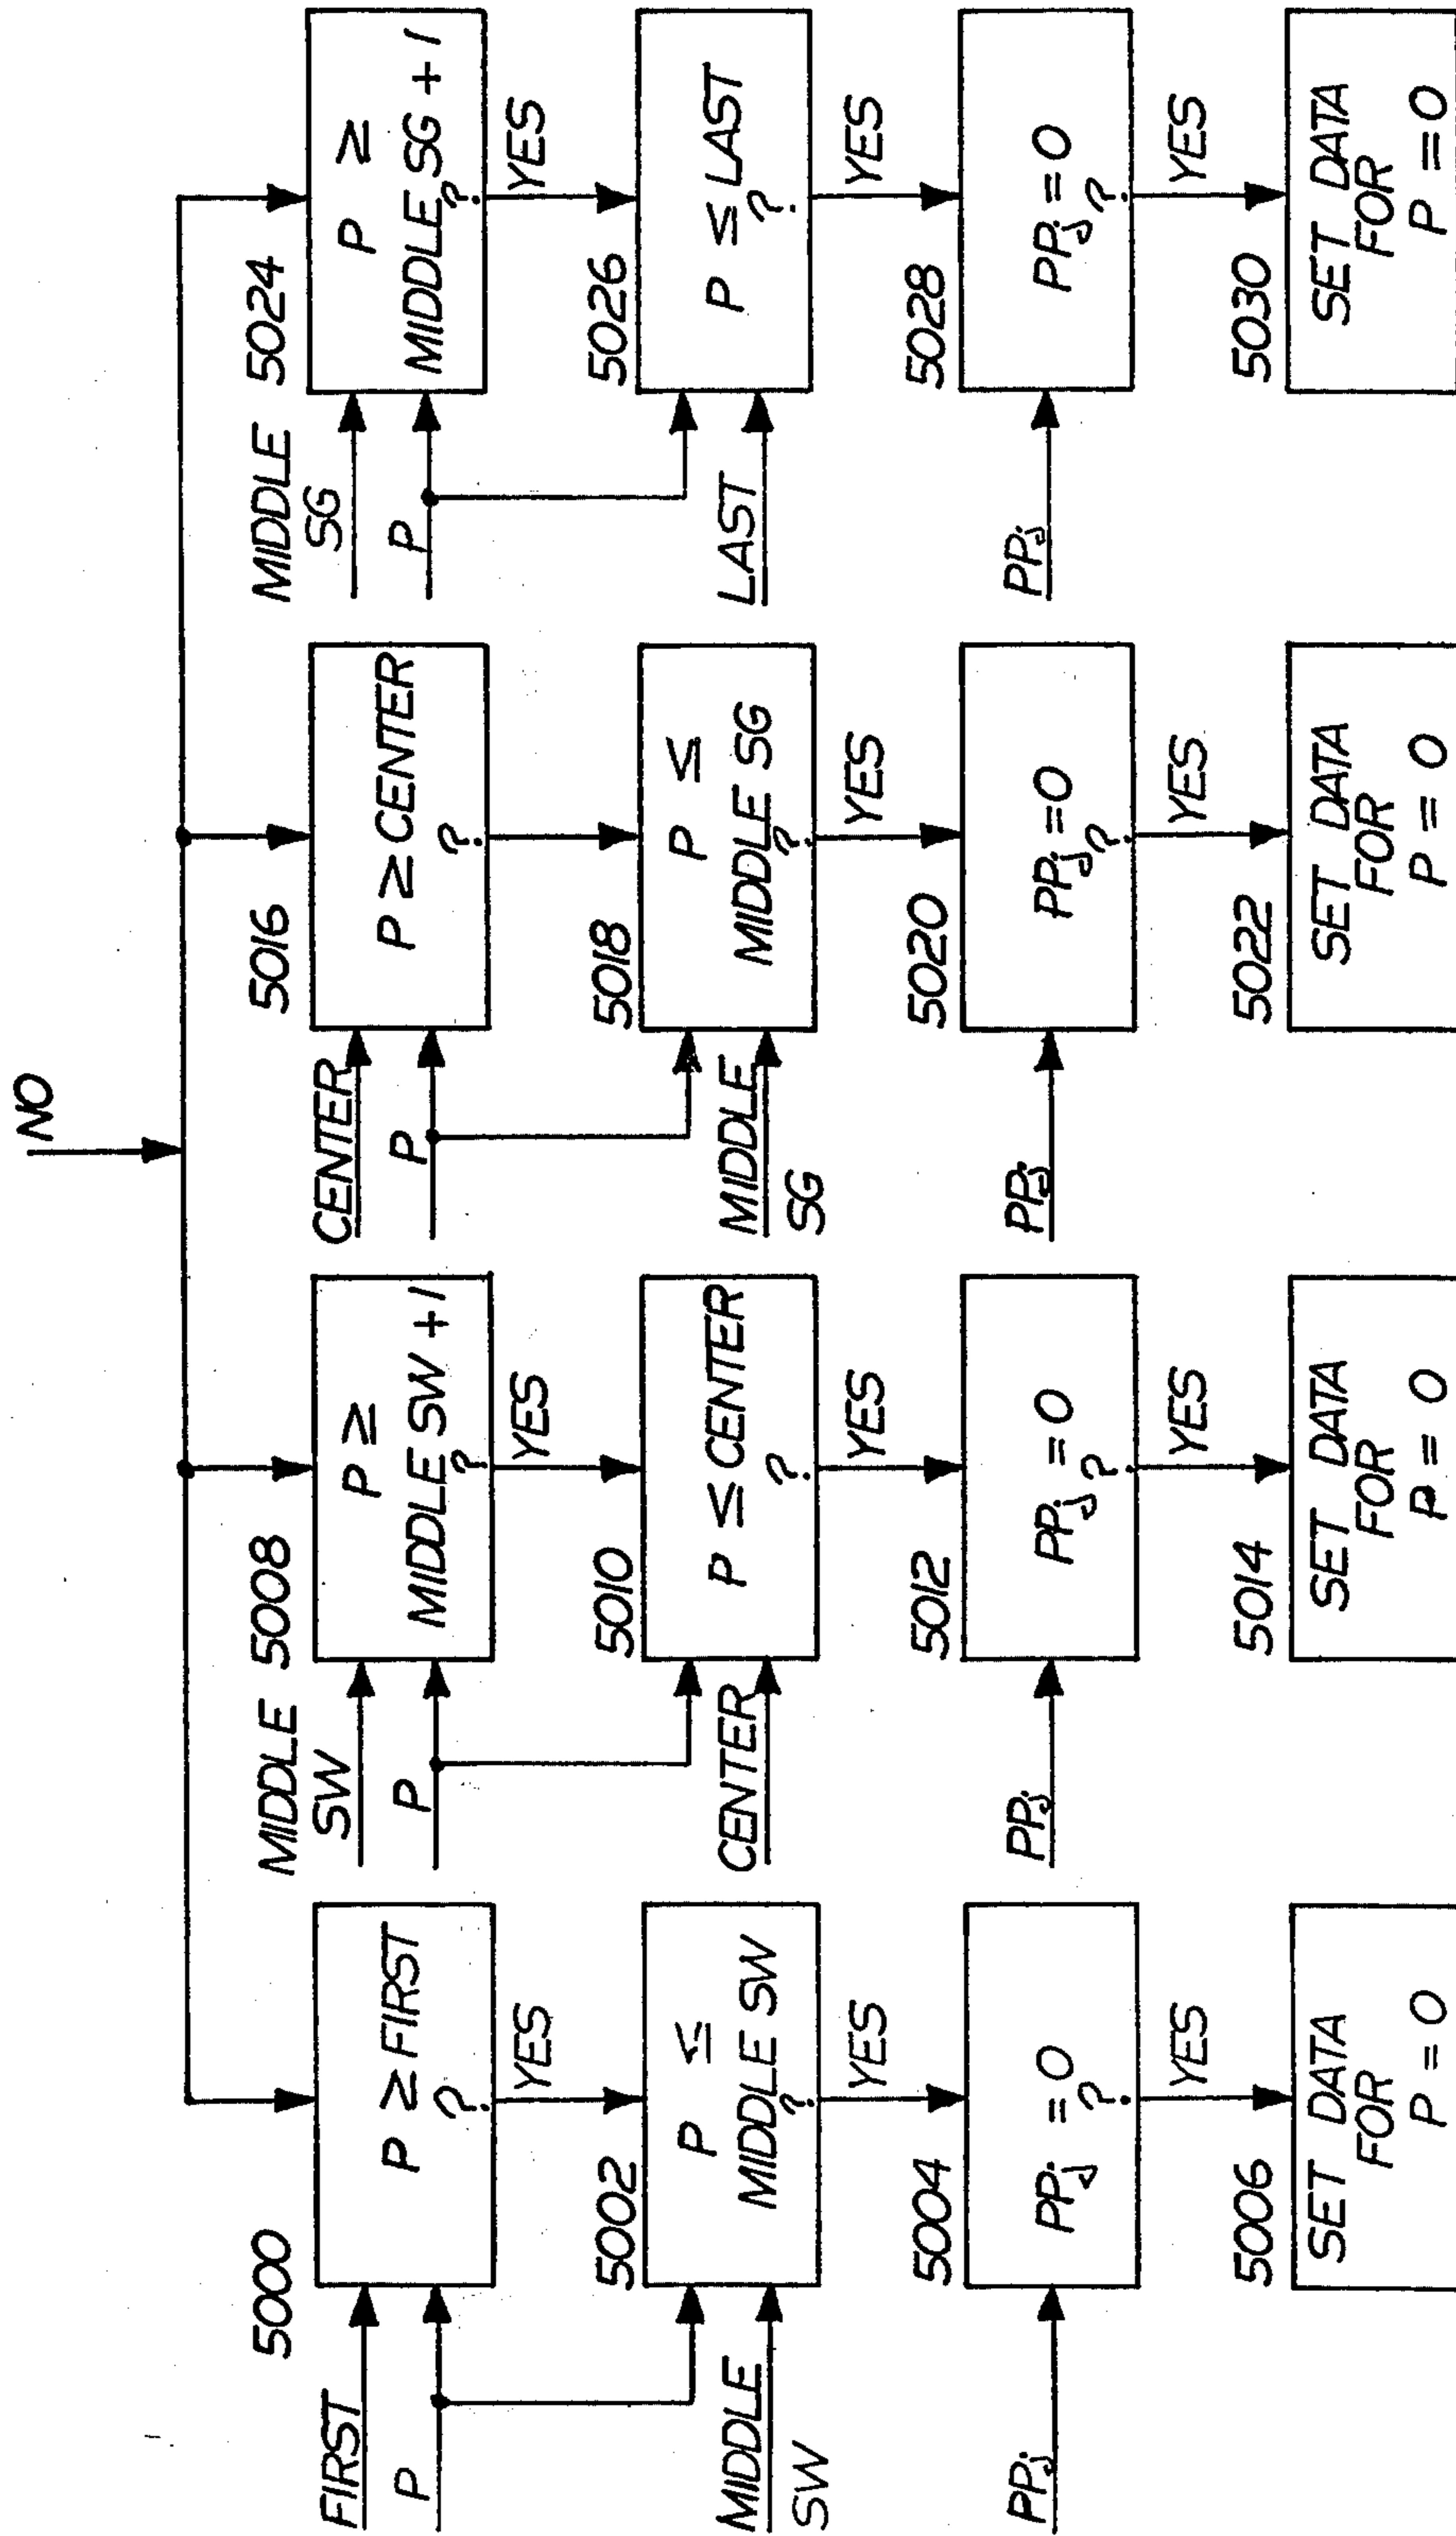 NO
5000
FIRST
P
P ≥ FIRST
?
YES
5002
MIDDLE
SW
P ≤
MIDDLE SW
?
YES
5004
PPj
PPj = 0
?
YES
5006
SET DATA
FOR
P = 0
MIDDLE
SW
5008
P
P ≥
MIDDLE SW + 1
?
YES
5010
CENTER
P ≤ CENTER
?
YES
5012
PPj
PPj = 0
?
YES
5014
SET DATA
FOR
P = 0
5016
CENTER
P
P ≥ CENTER
?
5018
MIDDLE
SG
P ≤
MIDDLE SG
?
YES
5020
PPj
PPj = 0
?
YES
5022
SET DATA
FOR
P = 0
MIDDLE
SG
5024
P
P ≥
MIDDLE SG + 1
?
YES
5026
LAST
P ≤ LAST
?
YES
5028
PPj
PPj = 0
?
YES
5030
SET DATA
FOR
P = 0